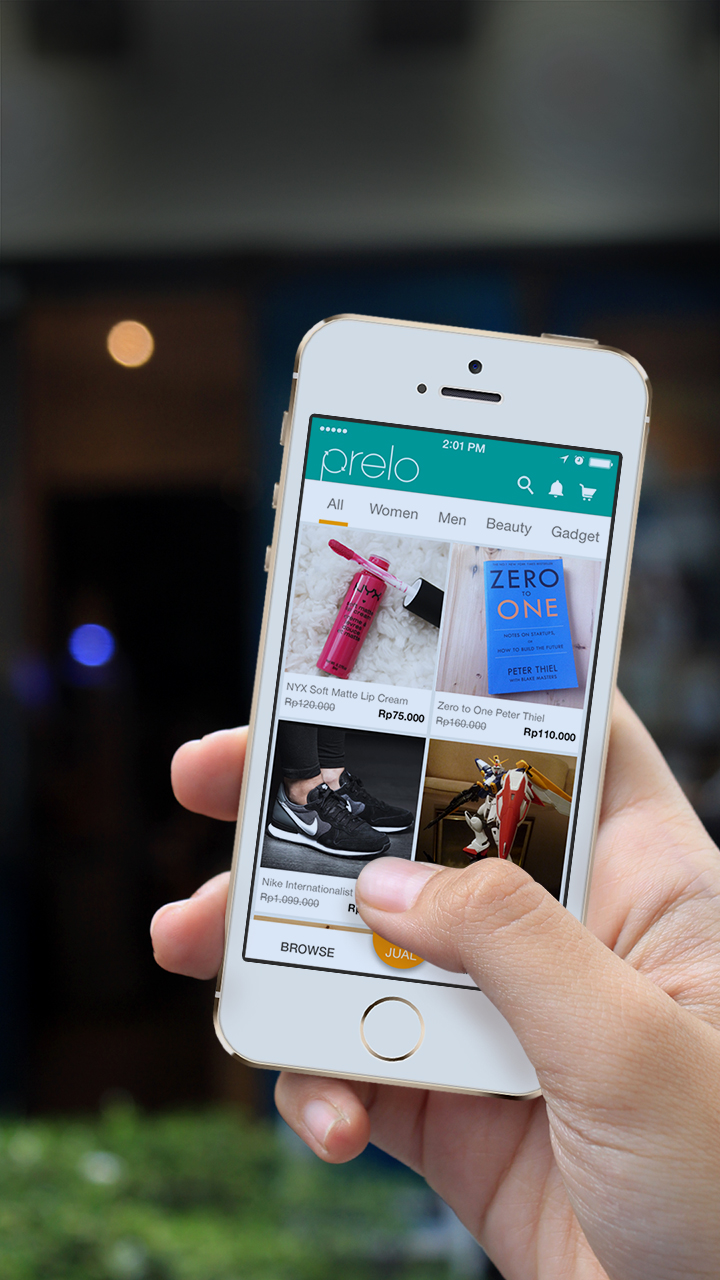 2:01 PM
prelo
All Women Men Beauty Gadget
NYX
ZERO
TO
ONE
NOTES ON STARTUPS,
OR
HOW TO BUILD THE FUTURE
PETER THIEL
WITH BLAKE MASTERS
NYX Soft Matte Lip Cream
Rp120.000 Rp75.000
Zero to One Peter Thiel
Rp160.000 Rp110.000
Nike Internationalist
Rp1.099.000
BROWSE
JUAL